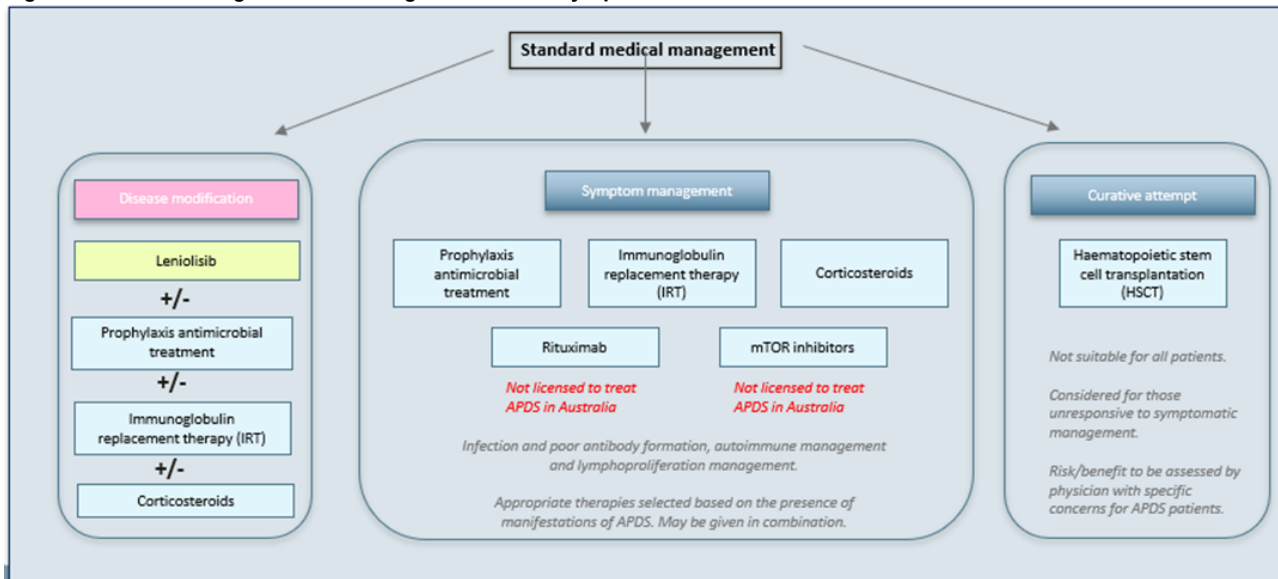 Standard medical management
Disease modification
Leniolisib
+/-
Prophylaxis antimicrobial
treatment
+/-
Immunoglobulin
replacement therapy (IRT)
+/-
Corticosteroids
Symptom management
Prophylaxis
antimicrobial
treatment
Immunoglobulin
replacement therapy
(IRT)
Corticosteroids
Rituximab
mTOR inhibitors
Not licensed to treat
APDS in Australia
Not licensed to treat
APDS in Australia
Infection and poor antibody formation, autoimmune management
and lymphoproliferation management.
Appropriate therapies selected based on the presence of
manifestations of APDS. May be given in combination.
Curative attempt
Haematopoietic stem
cell transplantation
(HSCT)
Not suitable for all patients.
Considered for those
unresponsive to symptomatic
management.
Risk/benefit to be assessed by
physician with specific
concerns for APDS patients.